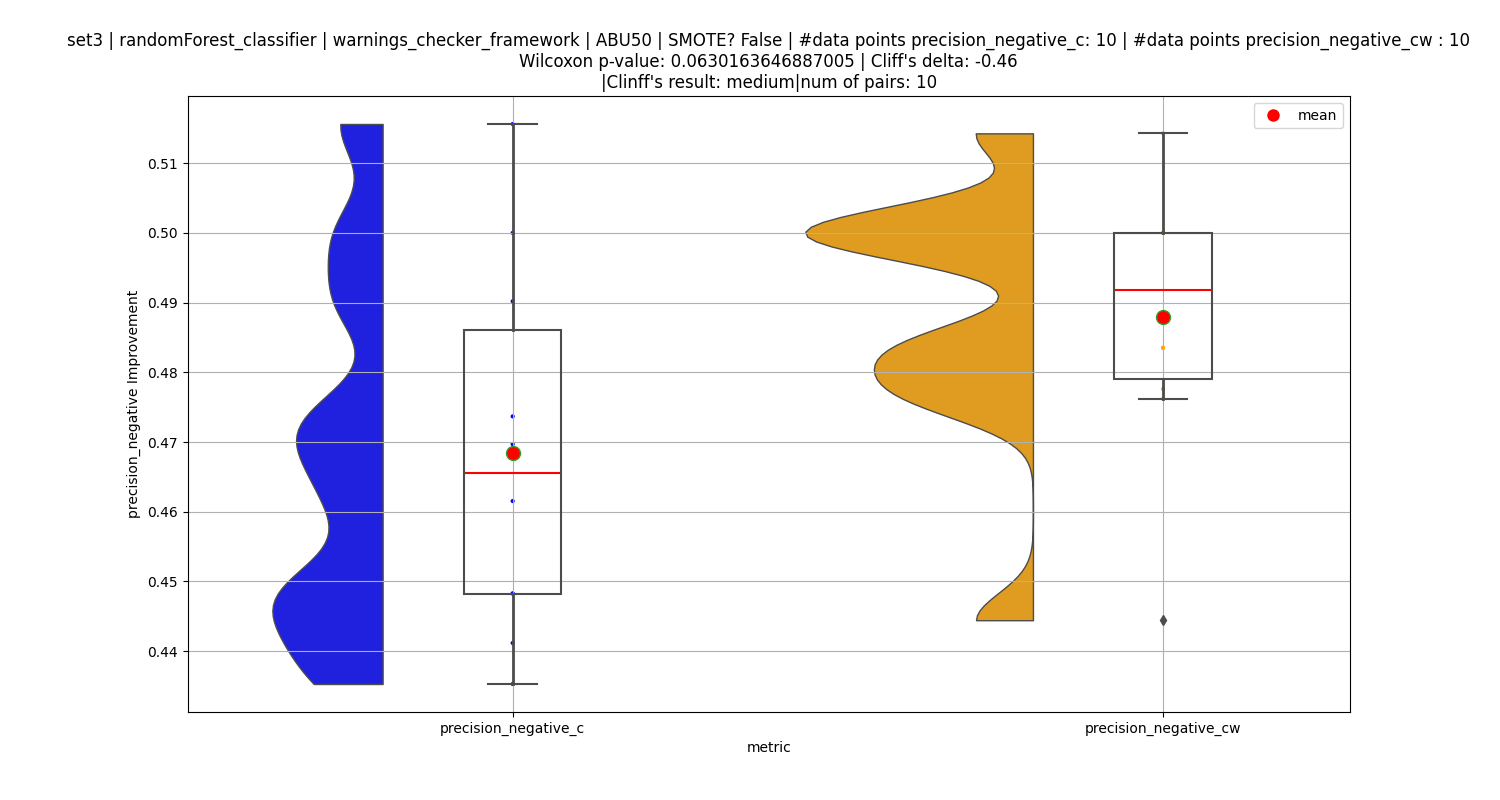 set3 | randomForest_classifier | warnings_checker_framework | ABU50 | SMOTE? False | #data points precision_negative_c: 10 | #data points precision_negative_cw : 10
Wilcoxon p-value: 0.0630163646887005 | Cliff's delta: -0.46
|Clinff's result: medium|num of pairs: 10
mean
0.51
0.50
0.49
0.48
0.47
0.46
0.45
0.44
precision_negative Improvement
precision_negative_c
precision_negative_cw
metric